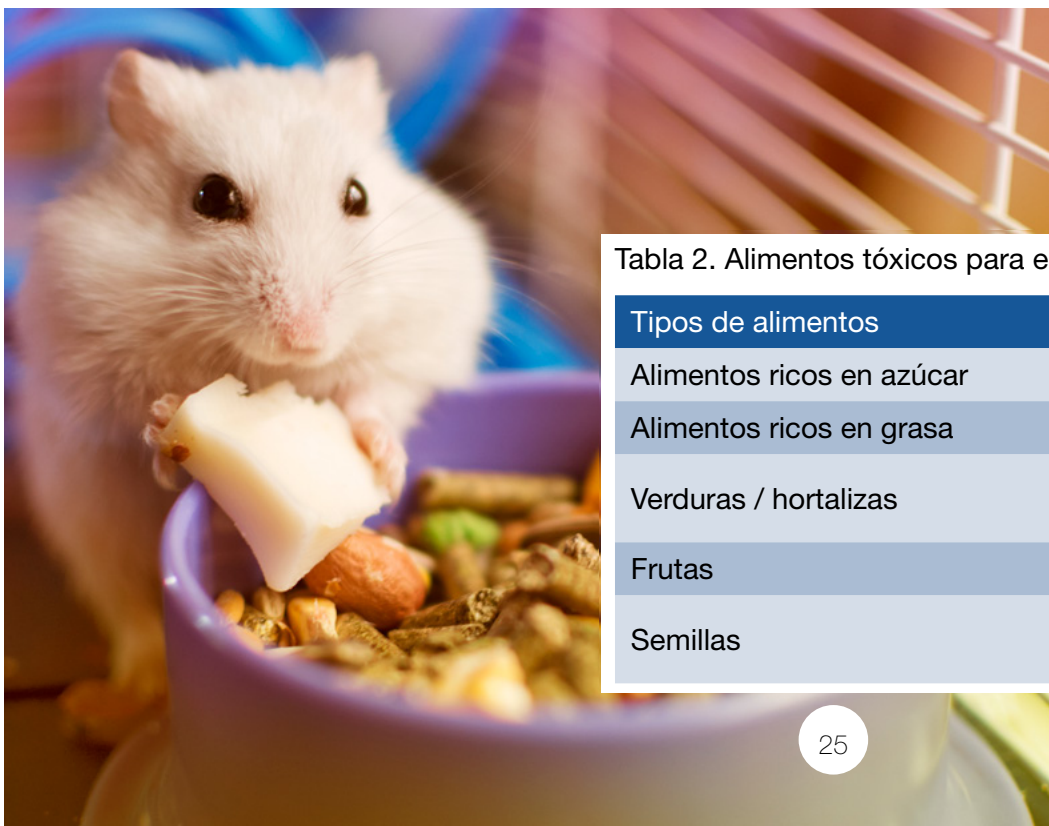 Tabla 2. Alimentos tóxicos para e
Tipos de alimentos
Alimentos ricos en azúcar
Alimentos ricos en grasa
Verduras / hortalizas
Frutas
Semillas
25